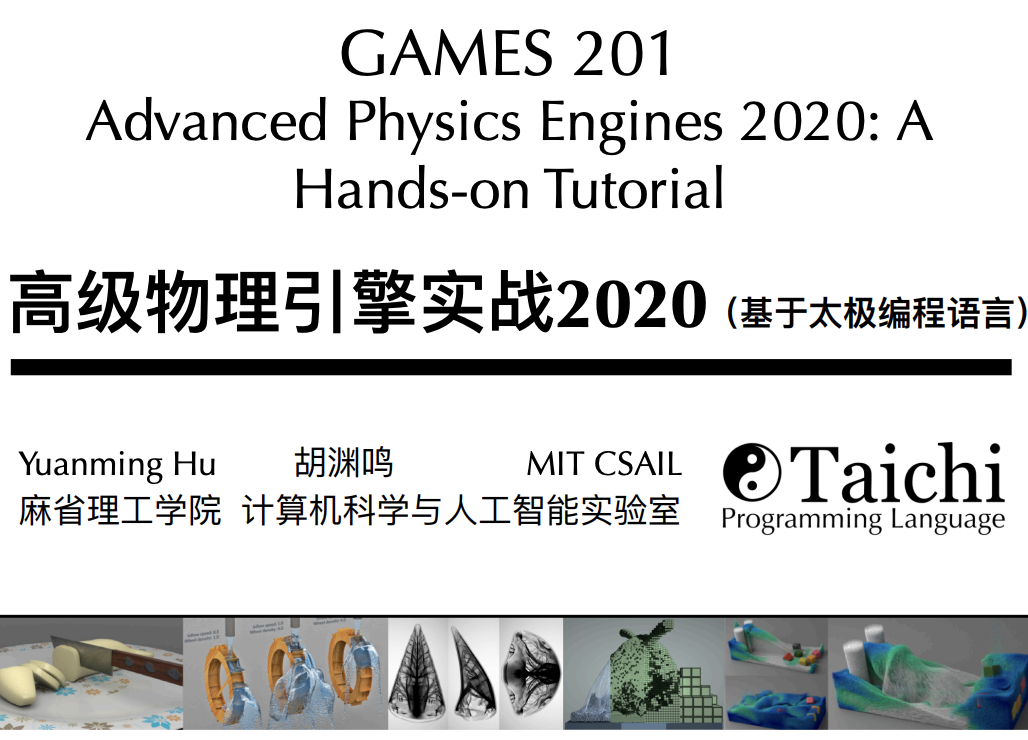 GAMES 201
Advanced Physics Engines 2020: A
Hands-on Tutorial
高级物理引擎实战2020（基于太极编程语言）
Yuanming Hu 胡渊鸣 MIT CSAIL
麻省理工学院 计算机科学与人工智能实验室
Taichi
Programming Language